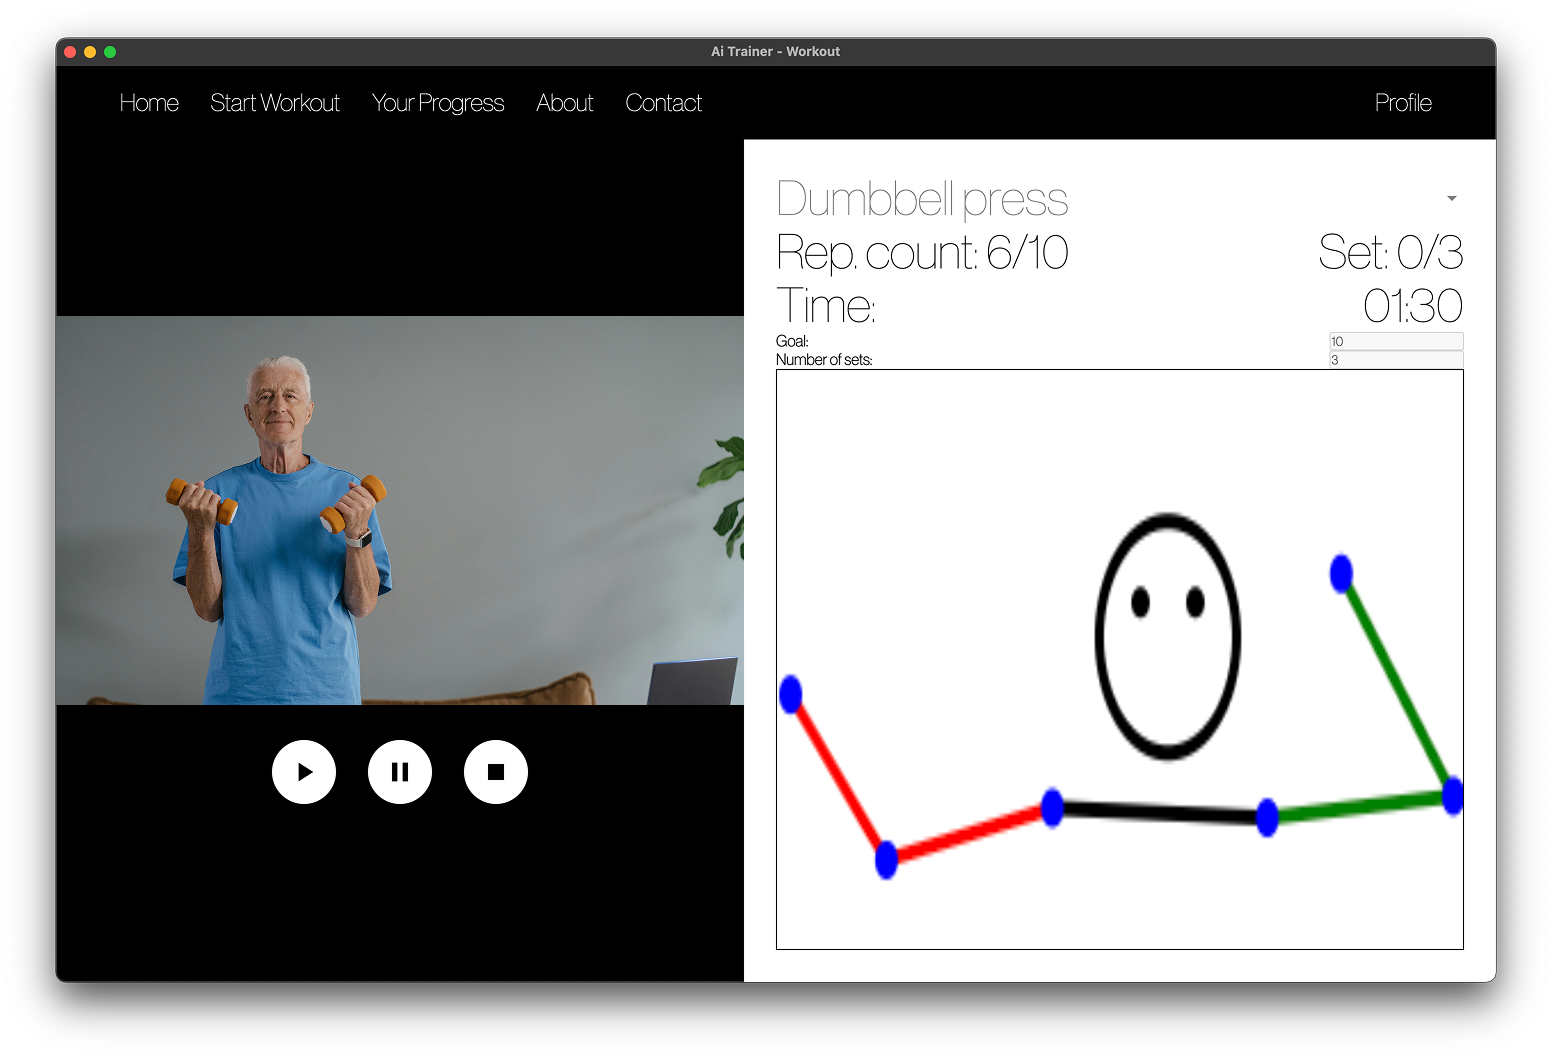 Ai Trainer - Workout
Home Start Workout Your Progress About Contact Profile
Dumbbell press
Rep. count: 6/10 Set: 0/3
Time: 01:30
Goal: 10
Number of sets: 3